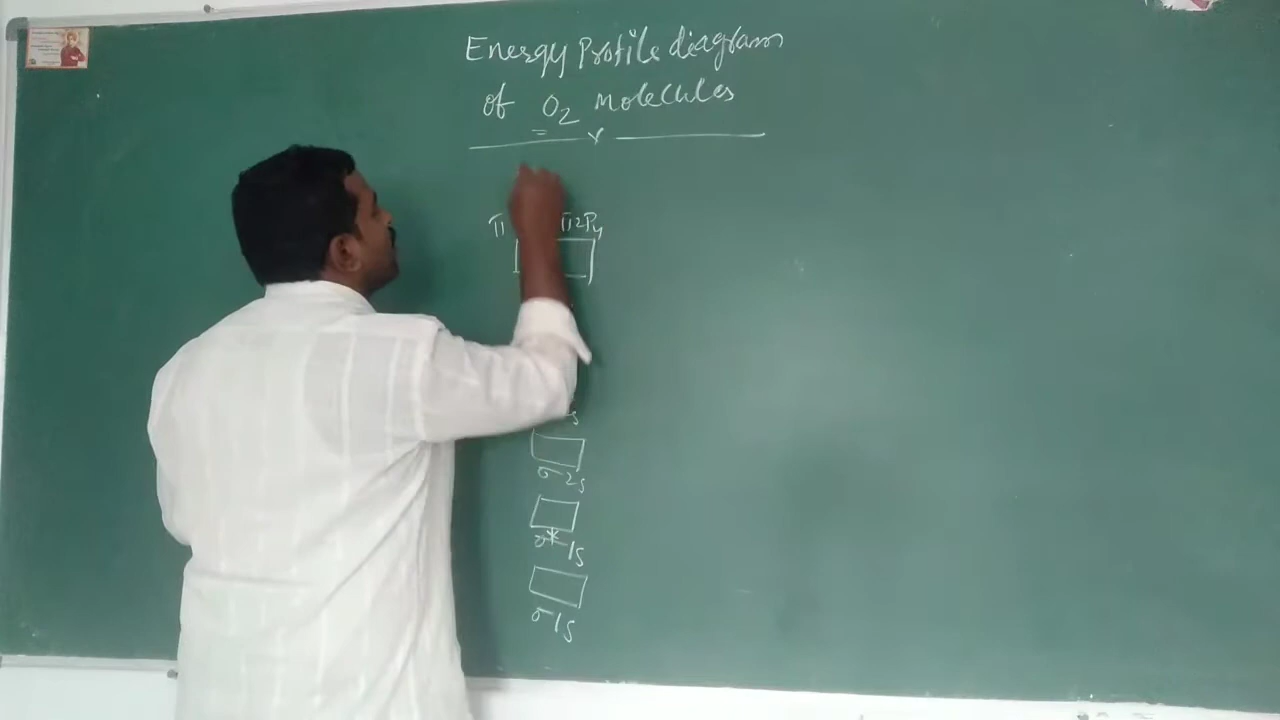 Energy Profile diagram
of O2 Molecules
π π2Py
s
σ2s
σ*1s
σ1s